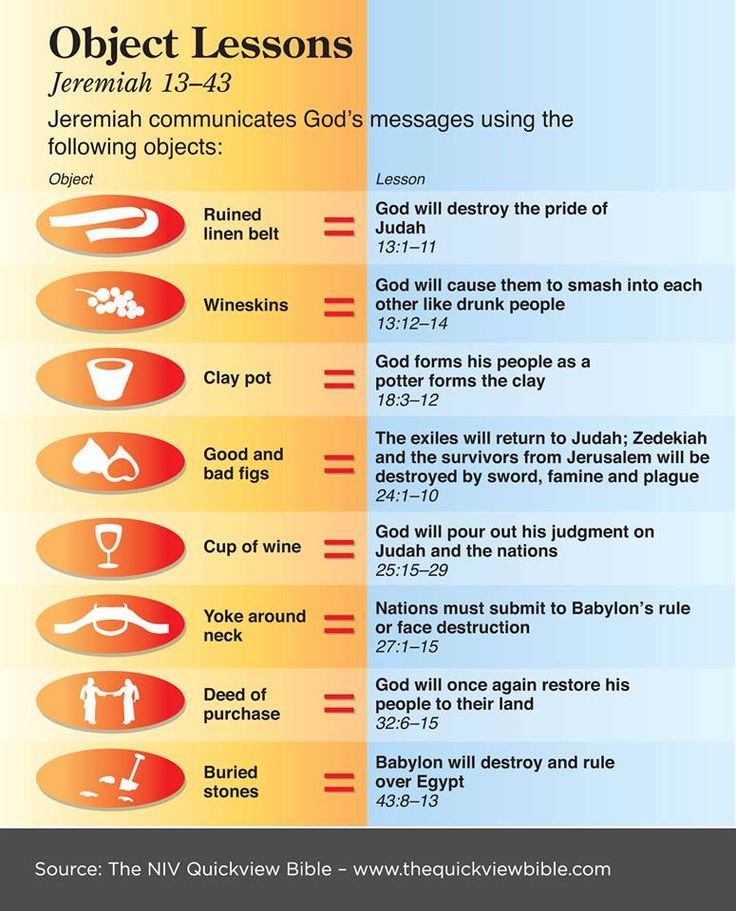 Object Lessons
Jeremiah 13–43
Jeremiah communicates God's messages using the
following objects:
Object
Lesson
Ruined
linen belt
=
God will destroy the pride of
Judah
13:1–11
Wineskins
=
God will cause them to smash into each
other like drunk people
13:12–14
Clay pot
=
God forms his people as a
potter forms the clay
18:3–12
Good and
bad figs
=
The exiles will return to Judah; Zedekiah
and the survivors from Jerusalem will be
destroyed by sword, famine and plague
24:1–10
Cup of wine
=
God will pour out his judgment on
Judah and the nations
25:15–29
Yoke around
neck
=
Nations must submit to Babylon's rule
or face destruction
27:1–15
Deed of
purchase
=
God will once again restore his
people to their land
32:6–15
Buried
stones
=
Babylon will destroy and rule
over Egypt
43:8–13
Source: The NIV Quickview Bible – www.thequickviewbible.com